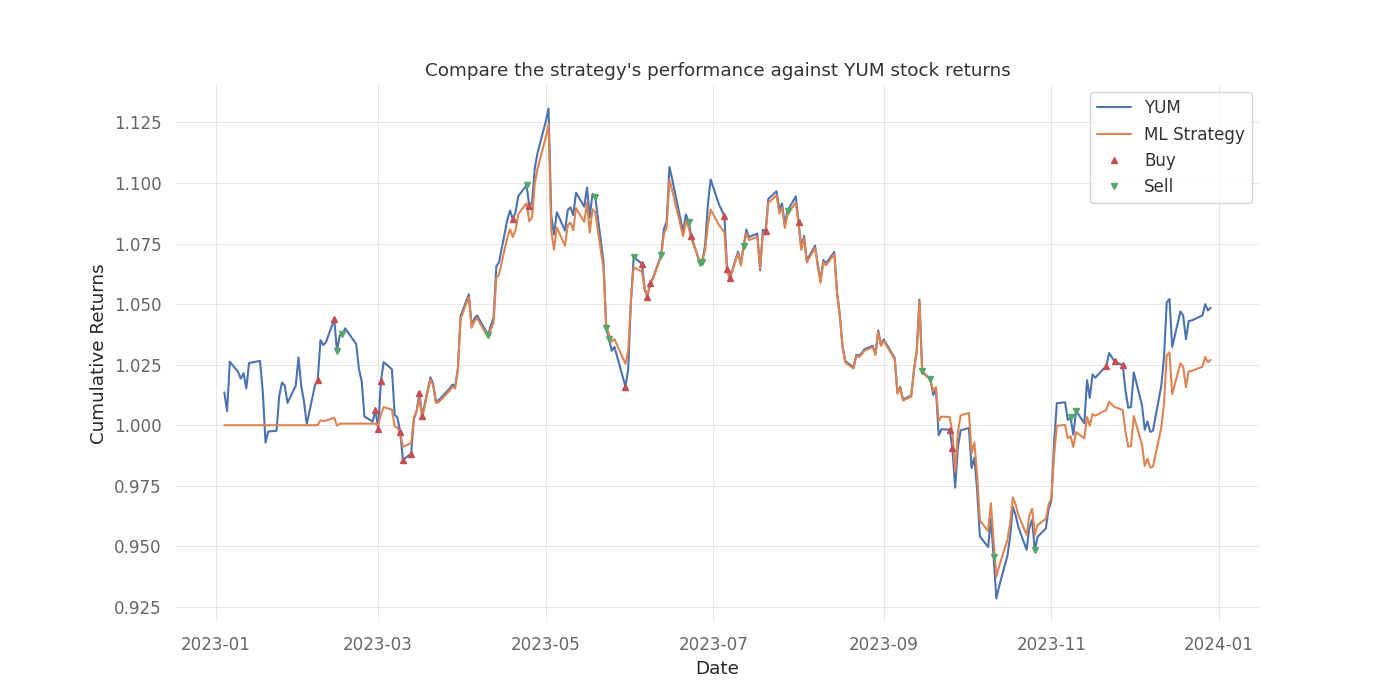 Compare the strategy's performance against YUM stock returns
YUM
ML Strategy
Buy
Sell
Cumulative Returns
1.125
1.100
1.075
1.050
1.025
1.000
0.975
0.950
0.925
2023-01
2023-03
2023-05
2023-07
2023-09
2023-11
2024-01
Date